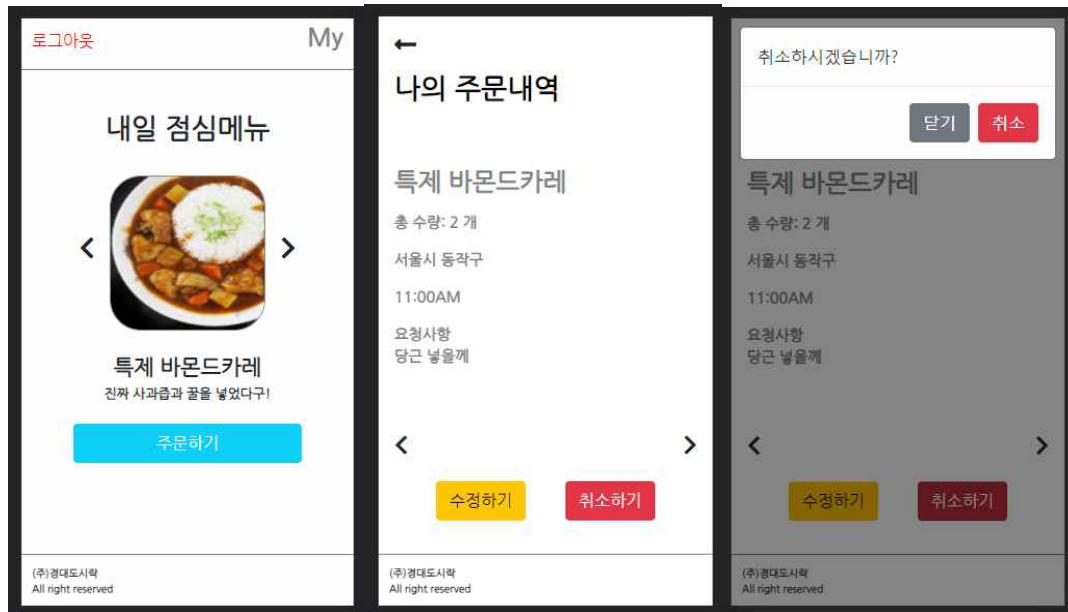 로그아웃
My
내일 점심메뉴
특제 바몬드카레
진짜 사과즙과 꿀을 넣었다구!
주문하기
(주)경대도시락
All right reserved
나의 주문내역
특제 바몬드카레
총 수량: 2 개
서울시 동작구
11:00AM
요청사항
당근 넣을께
수정하기
취소하기
(주)경대도시락
All right reserved
취소하시겠습니까?
닫기
취소
특제 바몬드카레
총 수량: 2 개
서울시 동작구
11:00AM
요청사항
당근 넣을께
수정하기
취소하기
(주)경대도시락
All right reserved